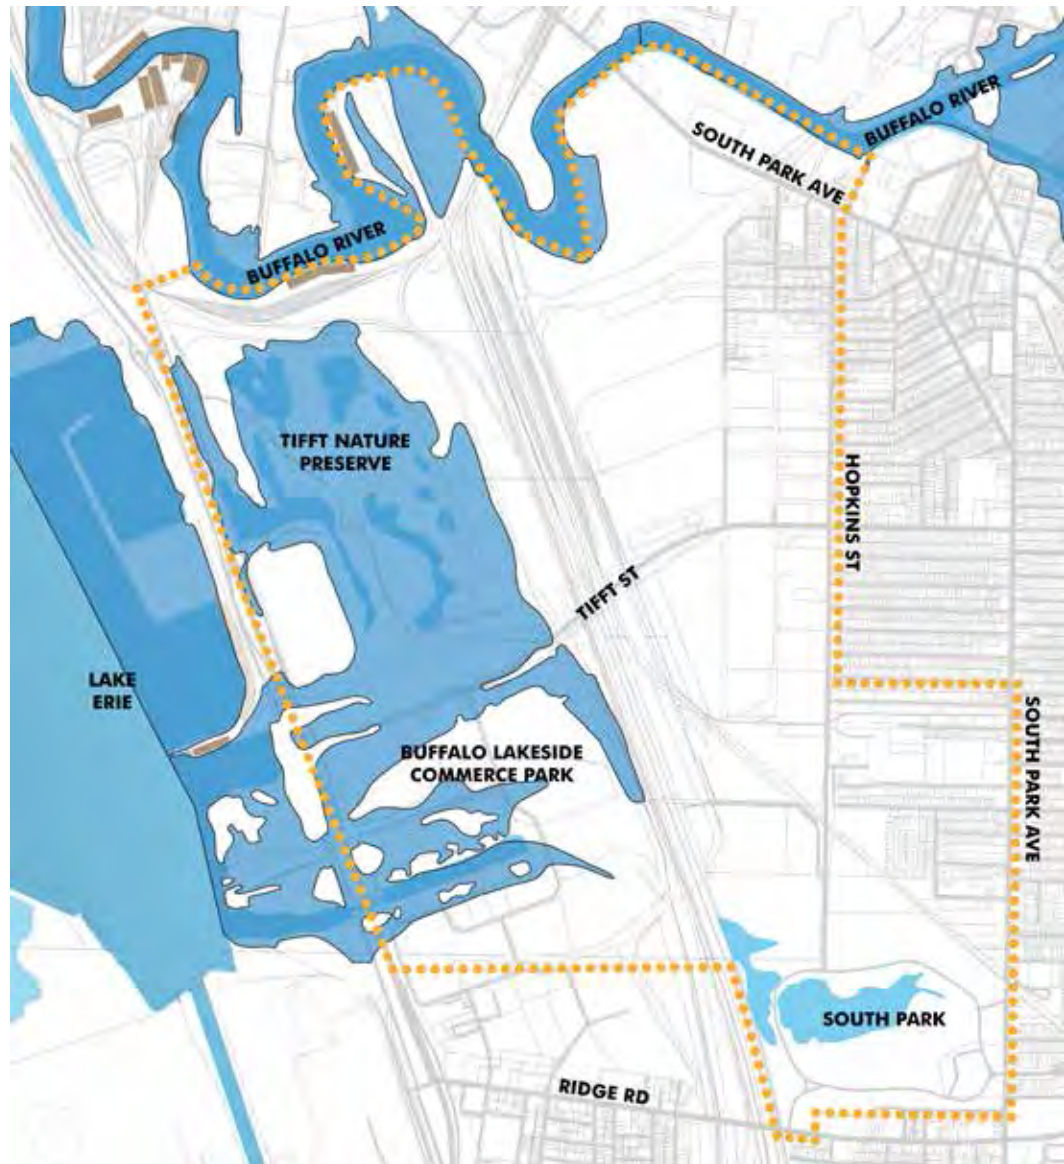 BUFFALO RIVER
SOUTH PARK AVE
BUFFALO RIVER
TIFFT NATURE
PRESERVE
HOPKINS ST
TIFFT ST
LAKE
ERIE
SOUTH PARK AVE
BUFFALO LAKESIDE
COMMERCE PARK
SOUTH PARK
RIDGE RD